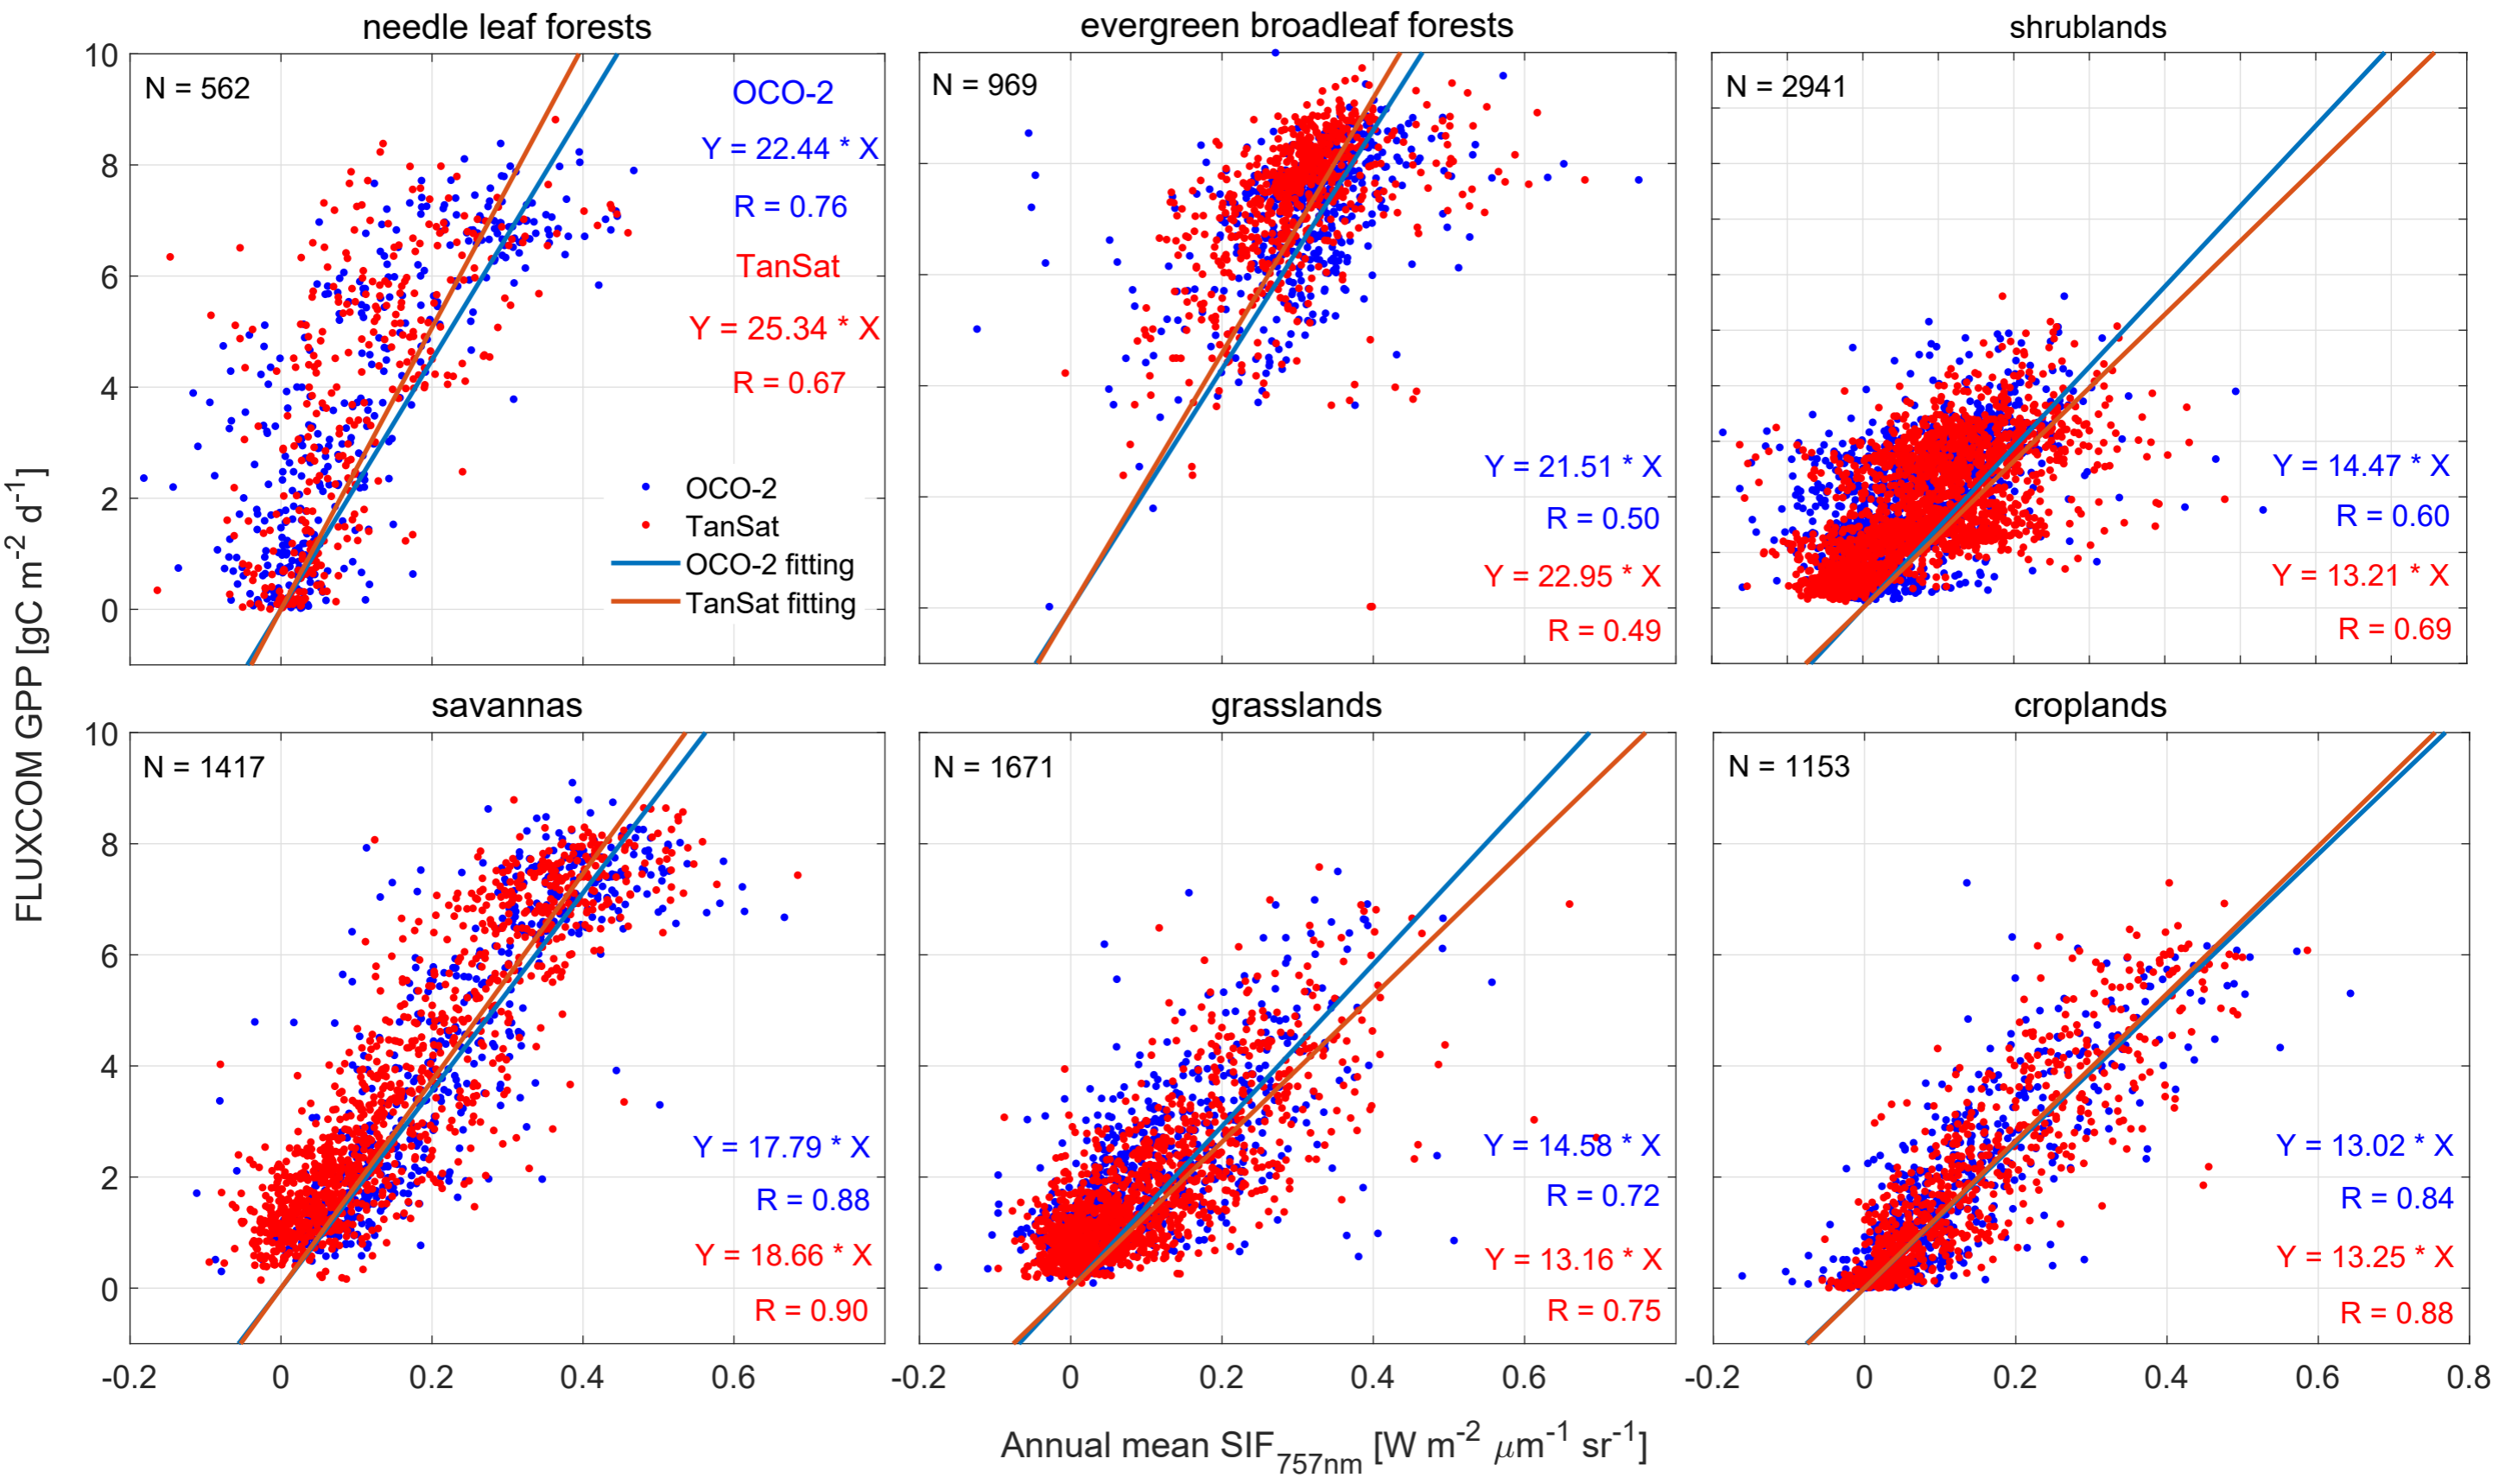 needle leaf forests
N = 562
OCO-2
Y = 22.44 * X
R = 0.76
TanSat
Y = 25.34 * X
R = 0.67
OCO-2
TanSat
OCO-2 fitting
TanSat fitting
10
8
6
4
2
0
evergreen broadleaf forests
N = 969
Y = 21.51 * X
R = 0.50
Y = 22.95 * X
R = 0.49
shrublands
N = 2941
Y = 14.47 * X
R = 0.60
Y = 13.21 * X
R = 0.69
FLUXCOM GPP [gC m-2 d-1]
savannas
N = 1417
Y = 17.79 * X
R = 0.88
Y = 18.66 * X
R = 0.90
10
8
6
4
2
0
-0.2 0 0.2 0.4 0.6
grasslands
N = 1671
Y = 14.58 * X
R = 0.72
Y = 13.16 * X
R = 0.75
-0.2 0 0.2 0.4 0.6
croplands
N = 1153
Y = 13.02 * X
R = 0.84
Y = 13.25 * X
R = 0.88
-0.2 0 0.2 0.4 0.6 0.8
Annual mean SIF757nm [W m-2 μm-1 sr-1]